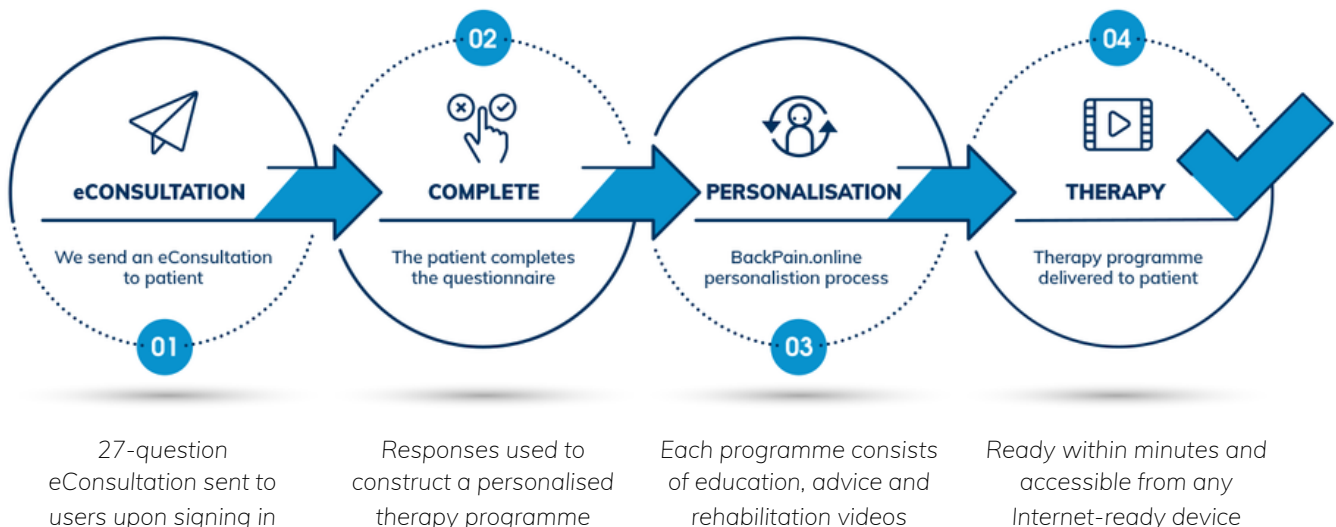 01
eCONSULTATION
We send an eConsultation
to patient
27-question
eConsultation sent to
users upon signing in
02
COMPLETE
The patient completes
the questionnaire
Responses used to
construct a personalised
therapy programme
03
PERSONALISATION
BackPain.online
personalistion process
Each programme consists
of education, advice and
rehabilitation videos
04
THERAPY
Therapy programme
delivered to patient
Ready within minutes and
accessible from any
Internet-ready device